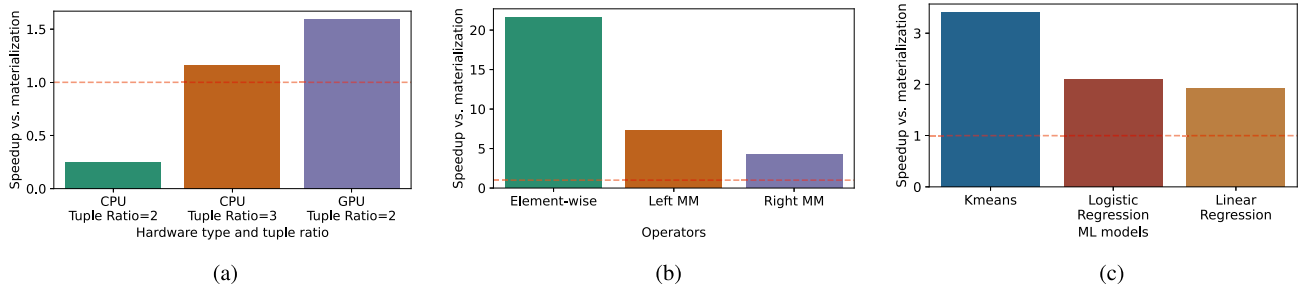 Speedup vs. materialization
1.5
1.0
0.5
0.0
CPU
Tuple Ratio=2
CPU
Tuple Ratio=3
GPU
Tuple Ratio=2
Hardware type and tuple ratio
(a)
Speedup vs. materialization
20
15
10
5
0
Element-wise
Left MM
Right MM
Operators
(b)
Speedup vs. materialization
3
2
1
0
Kmeans
Logistic
Regression
Linear
Regression
ML models
(c)